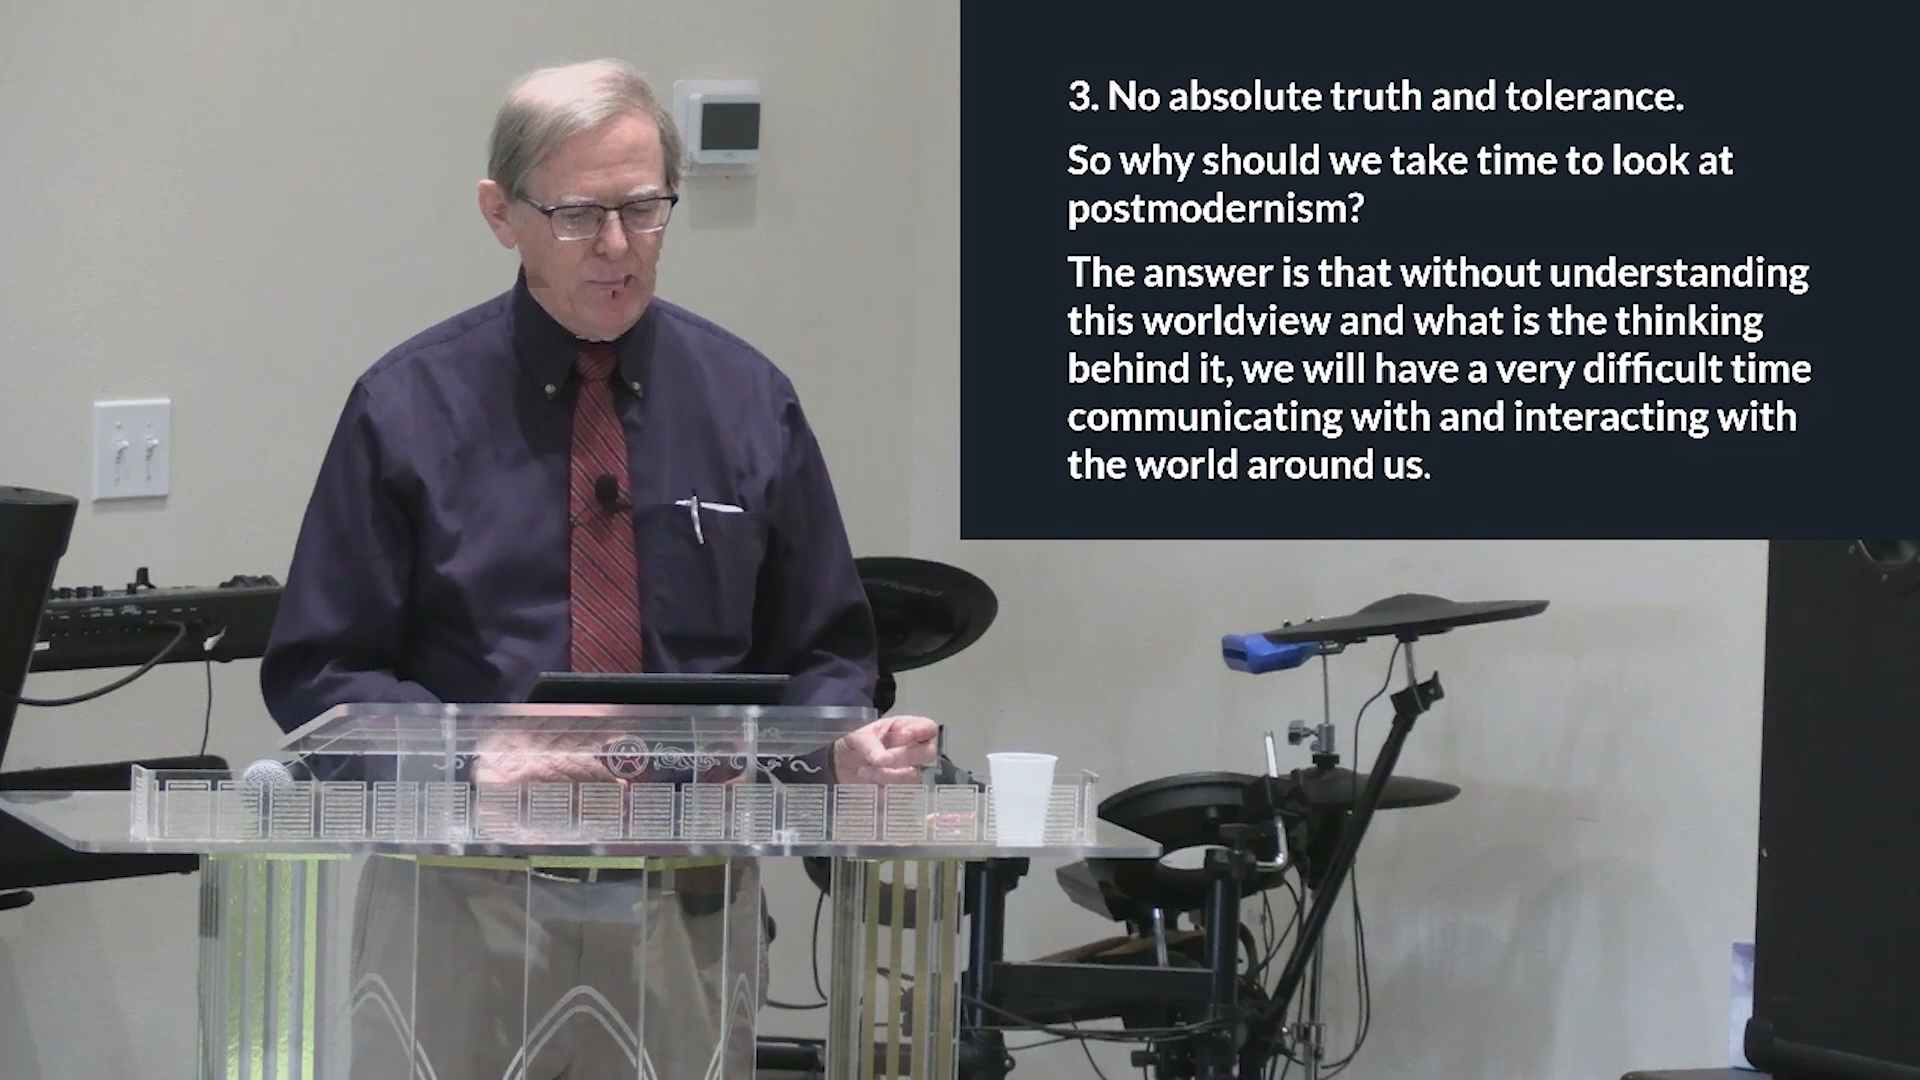 3. No absolute truth and tolerance.
So why should we take time to look at
postmodernism?
The answer is that without understanding
this worldview and what is the thinking
behind it, we will have a very difficult time
communicating with and interacting with
the world around us.
Roland